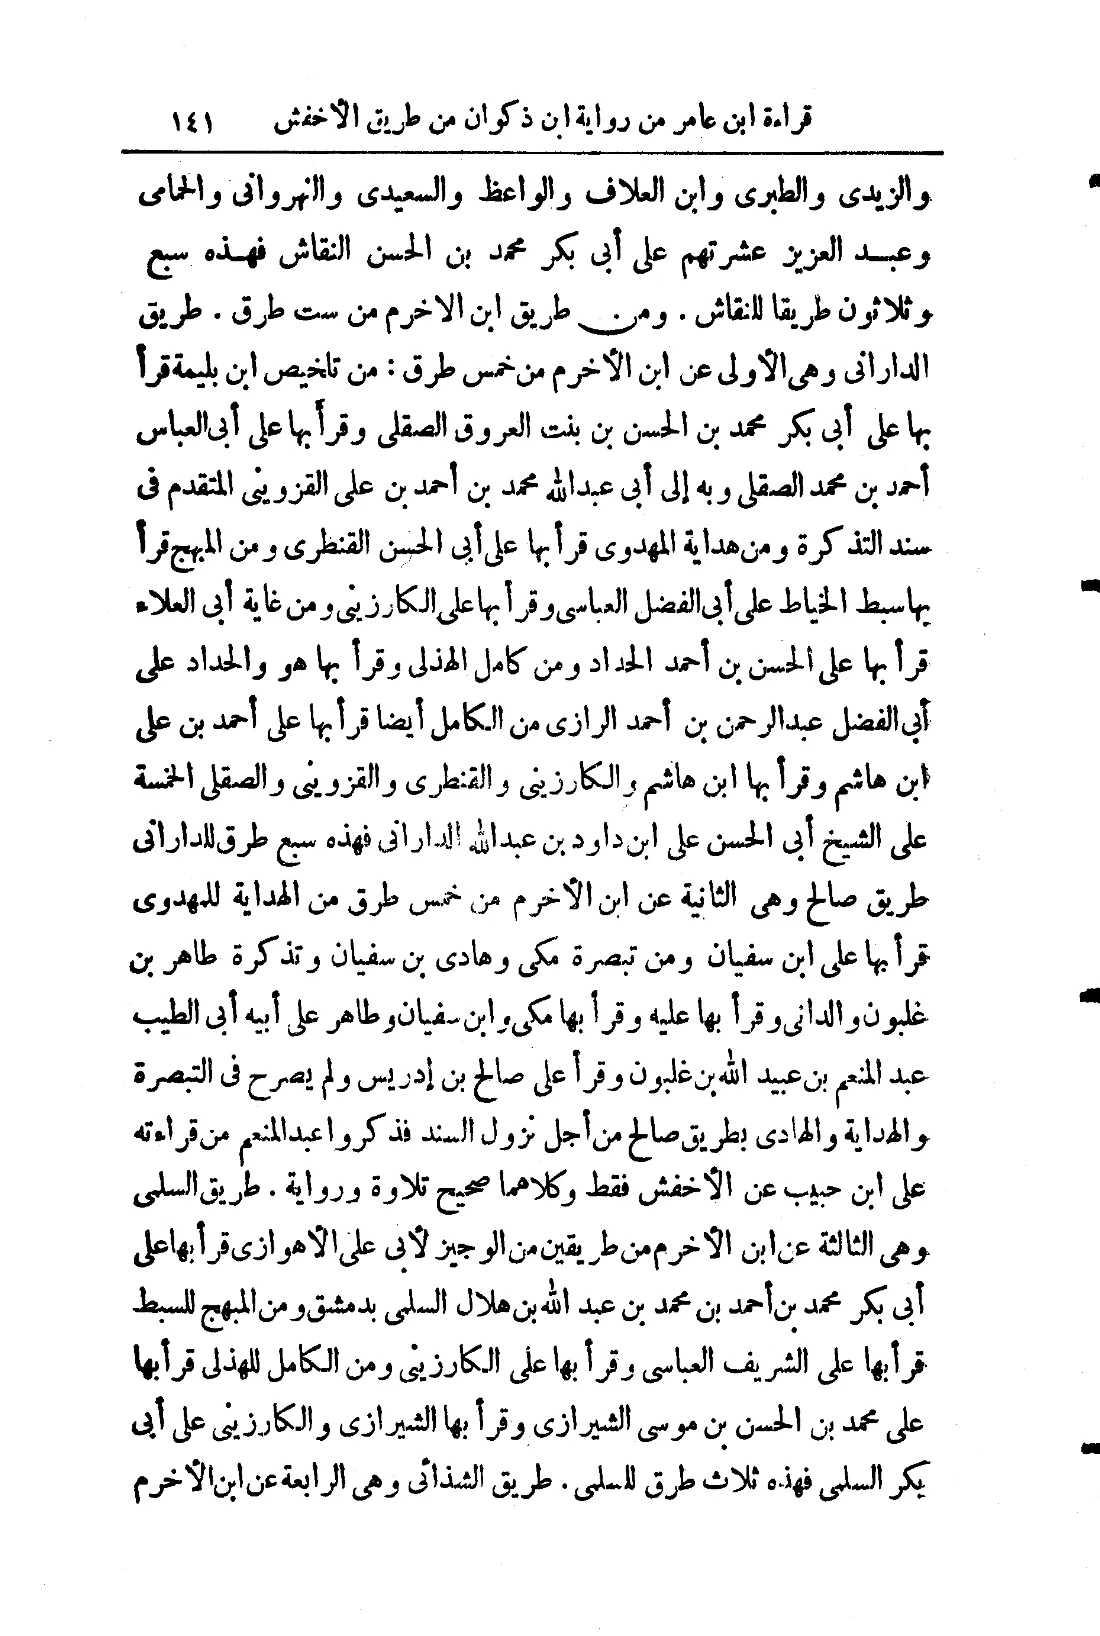 قراءة ابن عامر من رواية ابن ذكوان من طريق الأخفش ١٤١
والزيدى والطبرى وابن العلاف والواعظ والسعيدى والنهروانى والحمامى
وعبد العزيز عشرتهم على أبى بكر محمد بن الحسن النقاش فهذه سبع
وثلاثون طريقا للنقاش . ومن طريق ابن الاخرم من ست طرق . طريق
الدارانى وهى الأولى عن ابن الأخرم من خمس طرق : من تلخيص ابن بليمة قرأ
بها على أبى بكر محمد بن الحسن بن بنت العروق الصقلى وقرأ بها على أبى العباس
أحمد بن محمد الصقلى وبه إلى أبى عبدالله محمد بن أحمد بن على القزوينى المتقدم فى
سند التذكرة ومن هداية المهدوى قرأ بها على أبى الحسن القنطرى ومن المبهج قرأ
بها سبط الخياط على أبى الفضل العباسى وقرأ بها على الكارزينى ومن غاية أبى العلاء
قرأ بها على الحسن بن أحمد الحداد ومن كامل الهذلى وقرأ بها هو والحداد على
أبى الفضل عبدالرحمن بن أحمد الرازى من الكامل أيضا قرأ بها على أحمد بن على
ابن هاشم وقرأ بها ابن هاشم والكارزينى والقنطرى والقزوينى والصقلى الخمسة
على الشيخ أبى الحسن على ابن داود بن عبدالله الدارانى فهذه سبع طرق للدارانى
طريق صالح وهى الثانية عن ابن الأخرم من خمس طرق من الهداية للمهدوى
قرأ بها على ابن سفيان ومن تبصرة مكى وهادى بن سفيان وتذكرة طاهر بن
غلبون والدانى وقرأ بها عليه وقرأ بها مكى وابن سفيان وطاهر على أبيه أبى الطيب
عبد المنعم بن عبيد الله بن غلبون وقرأ على صالح بن إدريس ولم يصرح فى التبصرة
والهداية والهادى بطريق صالح من أجل نزول السند فذكروا عبدالمنعم من قراءته
على ابن حبيب عن الأخفش فقط وكلاهما صحيح تلاوة ورواية . طريق السلمى
وهى الثالثة عن ابن الأخرم من طريقين من الوجيز لأبى على الأهوازى قرأ بها على
أبى بكر محمد بن أحمد بن محمد بن عبد الله بن هلال السلمى بدمشق ومن المبهج للسبط
قرأ بها على الشريف العباسى وقرأ بها على الكارزينى ومن الكامل للهذلى قرأ بها
على محمد بن الحسن بن موسى الشيرازى وقرأ بها الشيرازى والكارزينى على أبى
بكر السلمى فهذه ثلاث طرق للسلمى . طريق الشذائى وهى الرابعة عن ابن الأخرم